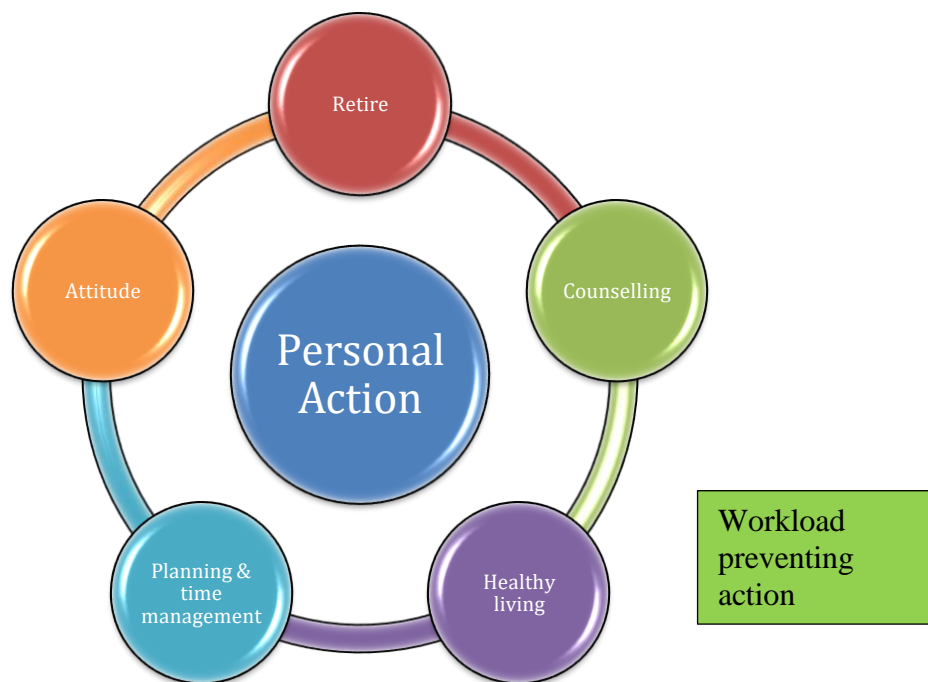 Retire
Attitude
Counselling
Personal
Action
Planning &
time
management
Healthy
living
Workload
preventing
action